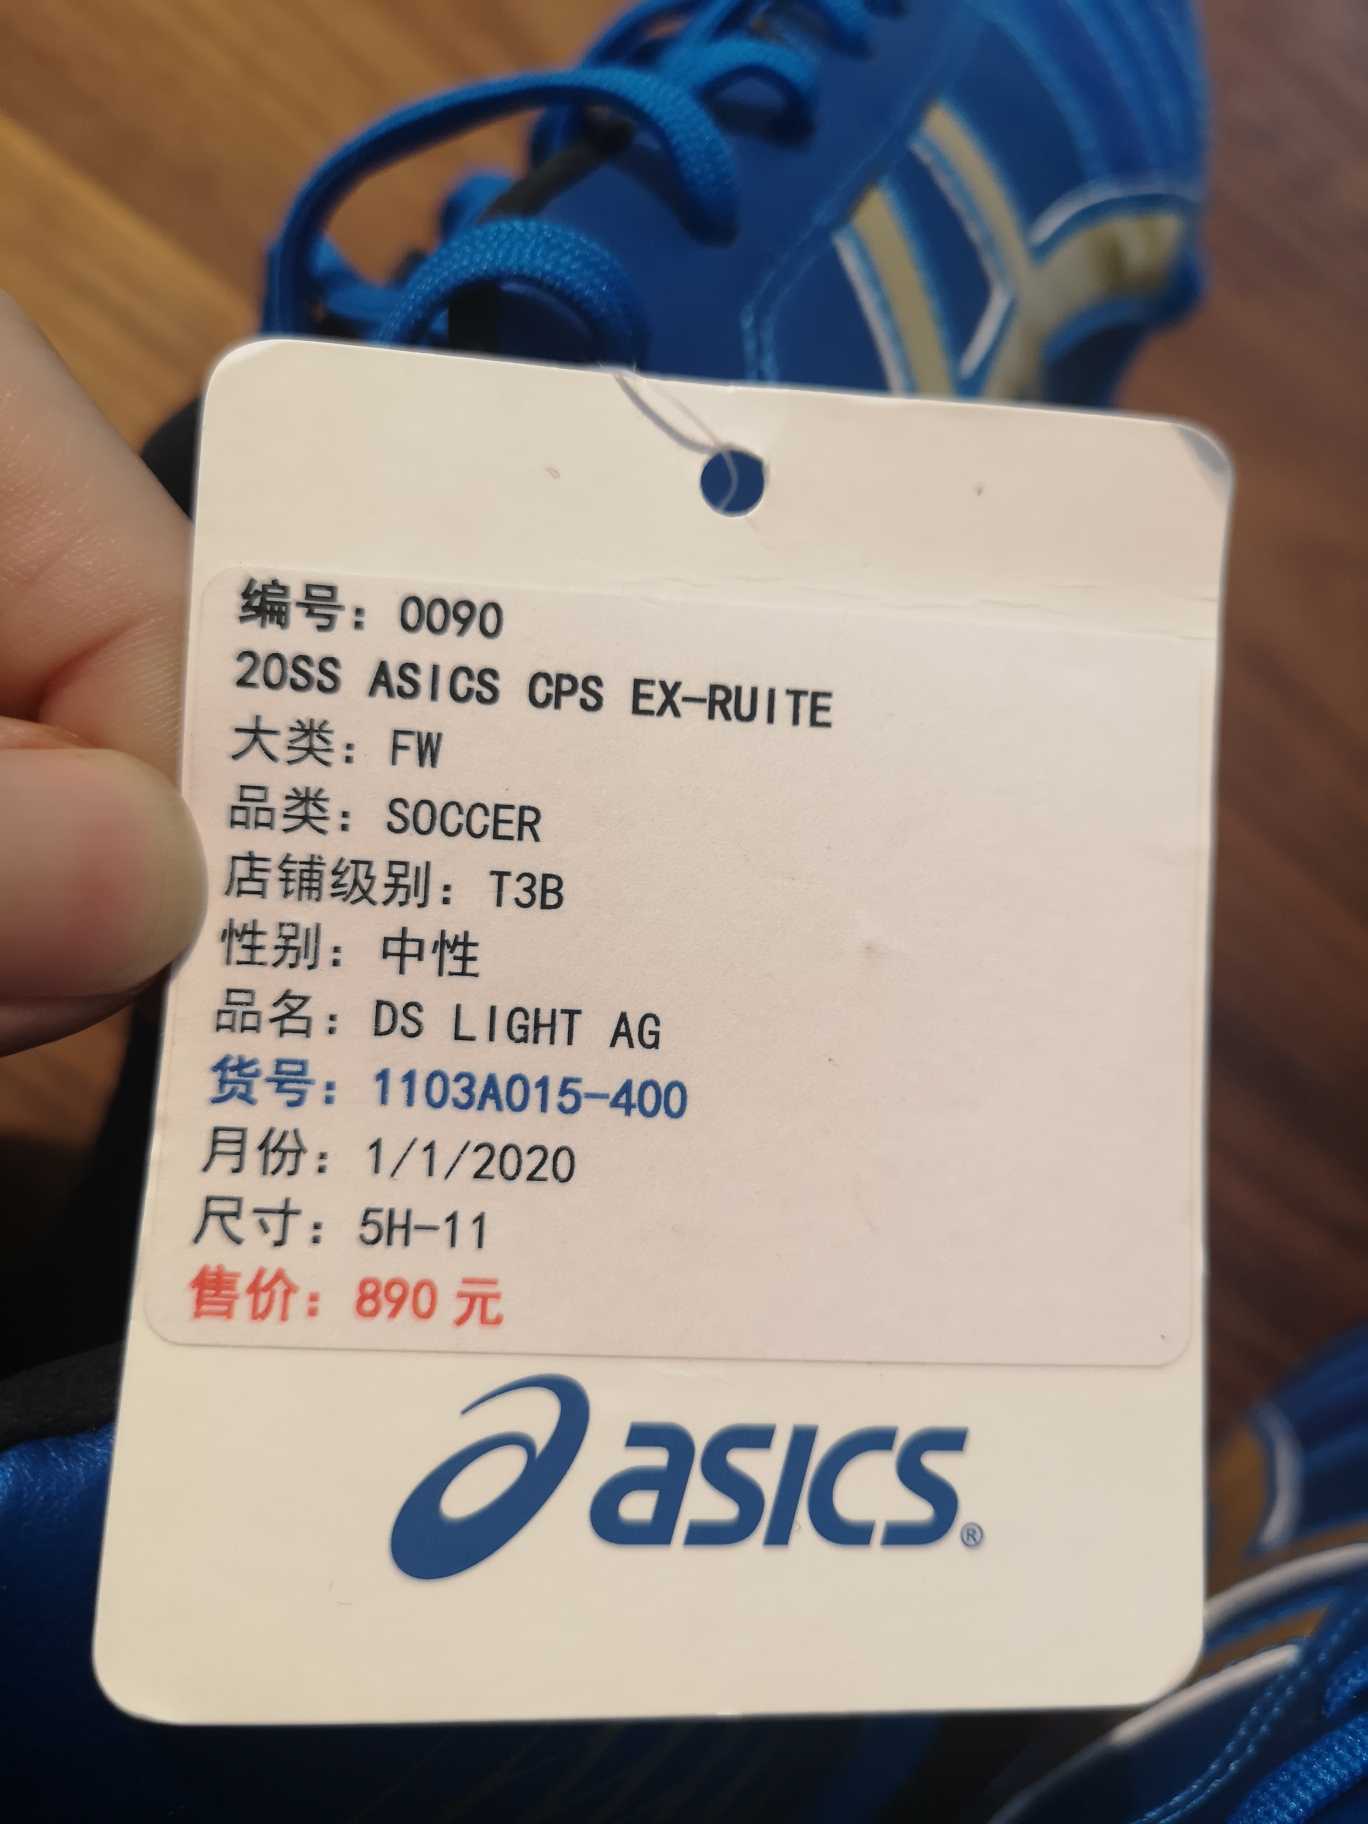 编号：0090
20SS ASICS CPS EX-RUITE
大类：FW
品类：SOCCER
店铺级别：T3B
性别：中性
品名：DS LIGHT AG
货号：1103A015-400
月份：1/1/2020
尺寸：5H-11
售价：890 元
asics®